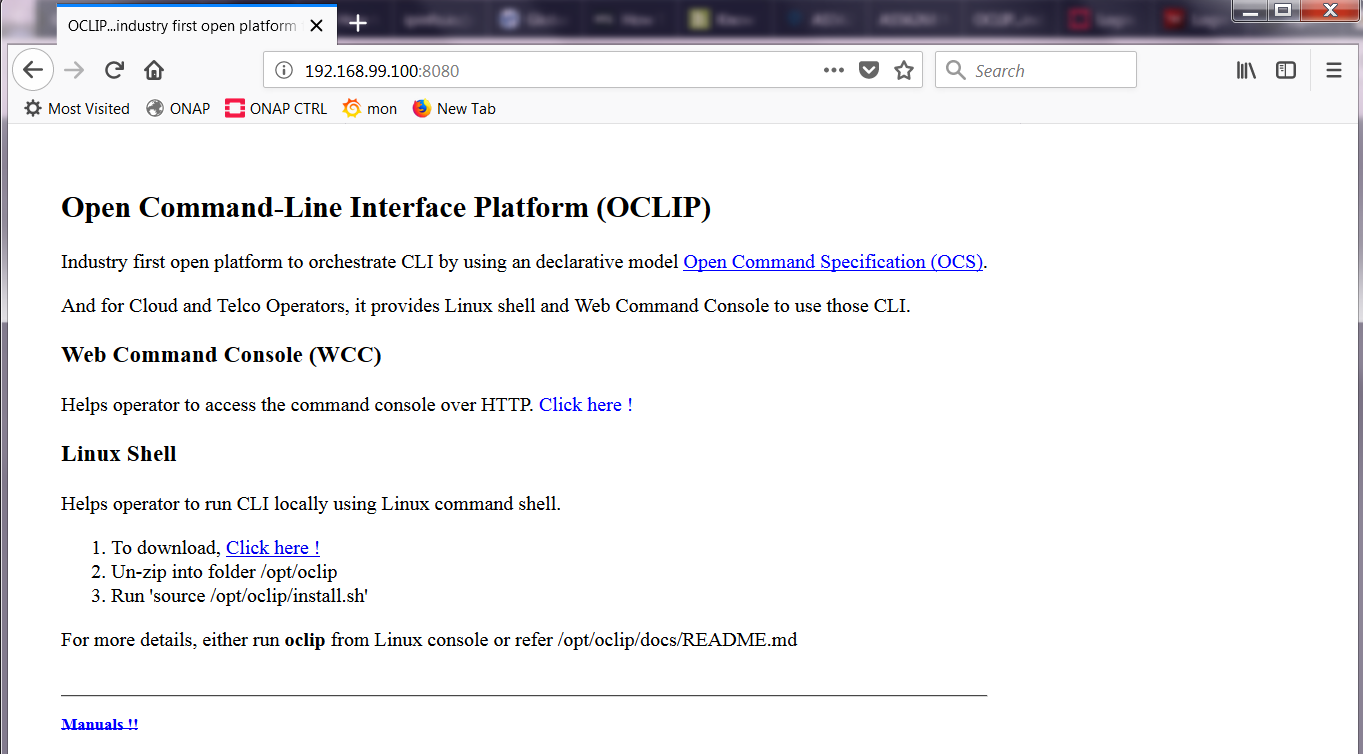 OCLIP...industry first open platform
192.168.99.100:8080
Search
Most Visited
ONAP
ONAP CTRL
mon
New Tab
Open Command-Line Interface Platform (OCLIP)
Industry first open platform to orchestrate CLI by using an declarative model Open Command Specification (OCS).
And for Cloud and Telco Operators, it provides Linux shell and Web Command Console to use those CLI.
Web Command Console (WCC)
Helps operator to access the command console over HTTP. Click here !
Linux Shell
Helps operator to run CLI locally using Linux command shell.
1. To download, Click here !
2. Un-zip into folder /opt/oclip
3. Run 'source /opt/oclip/install.sh'
For more details, either run oclip from Linux console or refer /opt/oclip/docs/README.md
Manuals !!